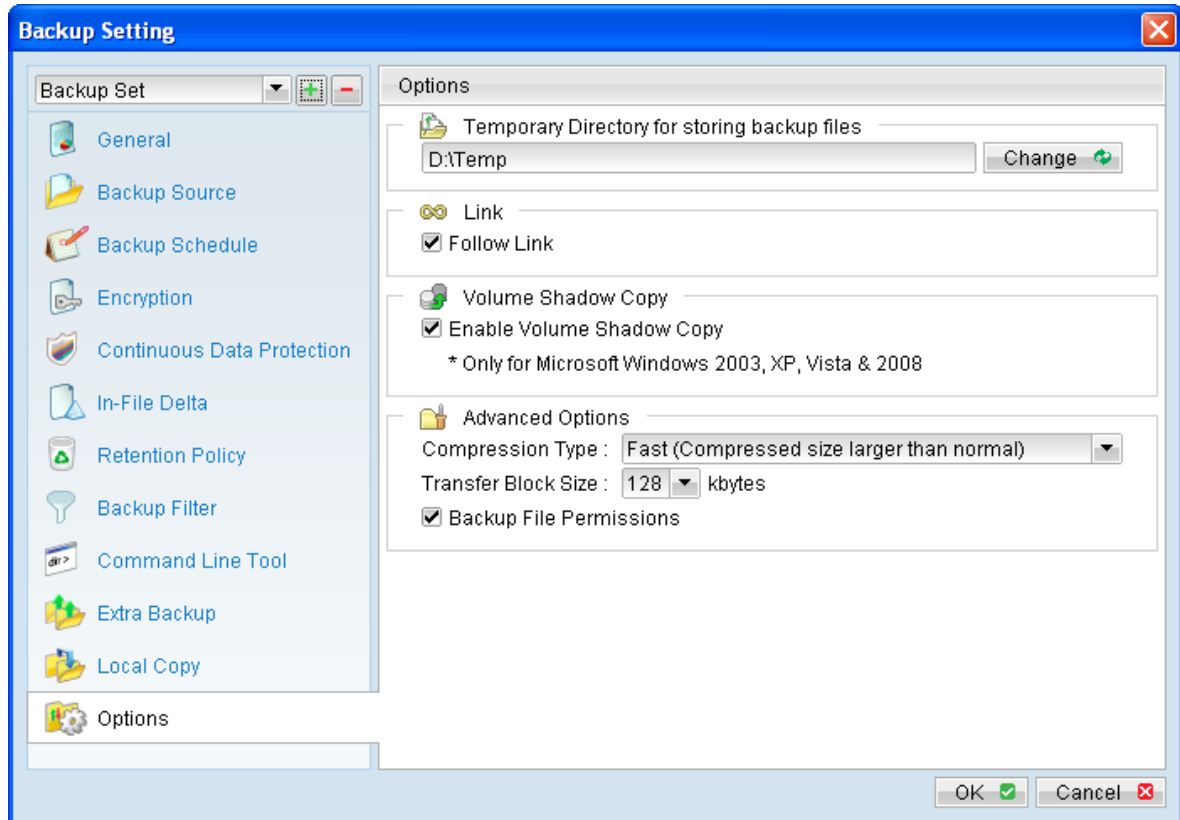 Backup Setting
Backup Set
General
Backup Source
Backup Schedule
Encryption
Continuous Data Protection
In-File Delta
Retention Policy
Backup Filter
dir>
Command Line Tool
Extra Backup
Local Copy
Options
Options
Temporary Directory for storing backup files
D:\Temp
Change
Link
Follow Link
Volume Shadow Copy
Enable Volume Shadow Copy
* Only for Microsoft Windows 2003, XP, Vista & 2008
Advanced Options
Compression Type : Fast (Compressed size larger than normal)
Transfer Block Size : 128 kbytes
Backup File Permissions
OK Cancel